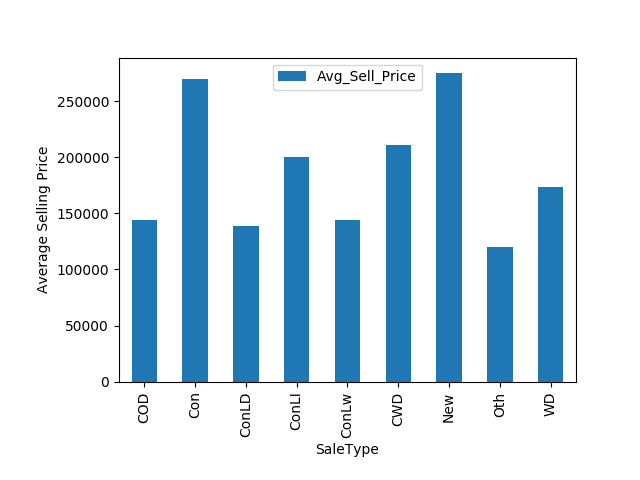 Avg_Sell_Price
Average Selling Price
250000
200000
150000
100000
50000
0
COD
Con
ConLD
ConLI
ConLw
CWD
New
Oth
WD
SaleType